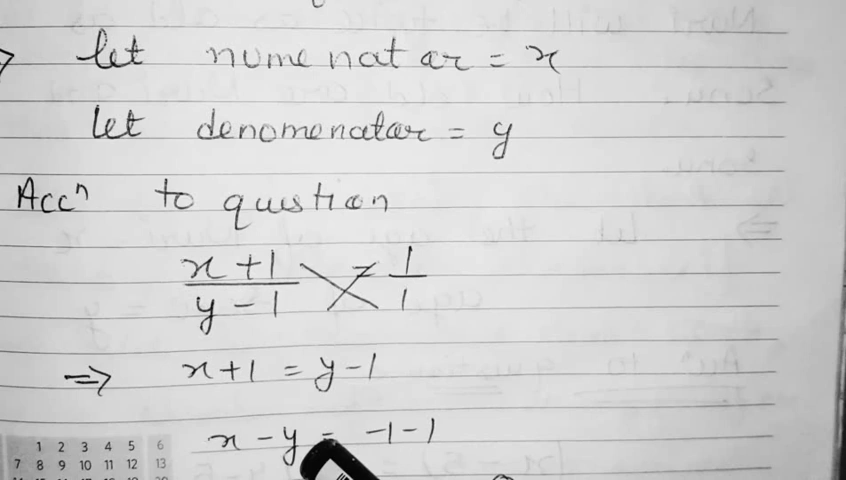 let numenatar = x
let denomenatar = y
Accⁿ to question
x+1 / y-1 = 1 / 1
⇒ x+1 = y-1
x-y = -1-1
1 2 3 4 5 6
7 8 9 10 11 12 13